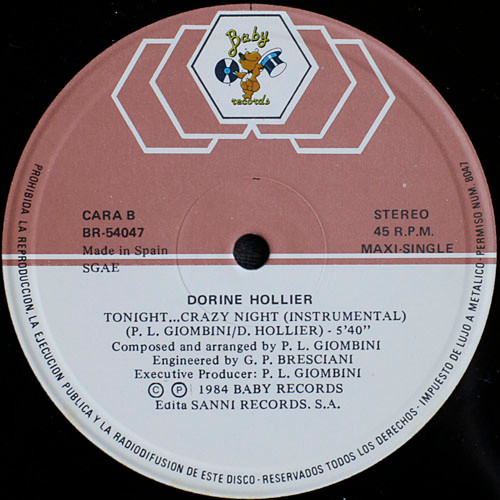 Baby
records
CARA B
BR-54047
Made in Spain
SGAE
STEREO
45 R.P.M.
MAXI-SINGLE
DORINE HOLLIER
TONIGHT...CRAZY NIGHT (INSTRUMENTAL)
(P. L. GIOMBINI/D. HOLLIER) - 5'40"
Composed and arranged by P. L. GIOMBINI
Engineered by G. P. BRESCIANI
Executive Producer: P. L. GIOMBINI
© ℗ 1984 BABY RECORDS
Edita SANNI RECORDS, S.A.
PROHIBIDA LA REPRODUCCION, LA EJECUCION PUBLICA Y LA RADIODIFUSION DE ESTE DISCO - RESERVADOS TODOS LOS DERECHOS - IMPUESTO DE LUJO A METALICO - PERMISO NUM. 8047